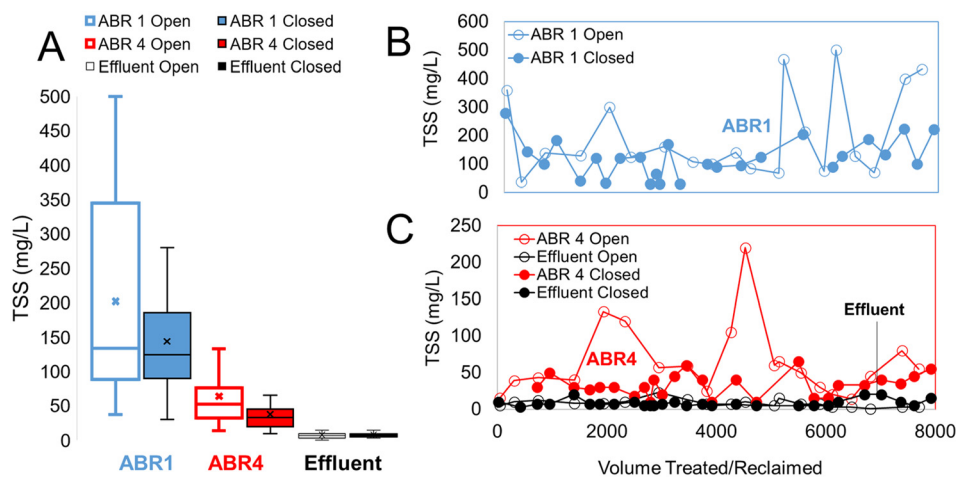 A
ABR 1 Open
ABR 1 Closed
ABR 4 Open
ABR 4 Closed
Effluent Open
Effluent Closed
TSS (mg/L)
500
450
400
350
300
250
200
150
100
50
0
ABR1
ABR4
Effluent
B
TSS (mg/L)
600
500
400
300
200
100
0
ABR 1 Open
ABR 1 Closed
ABR1
C
TSS (mg/L)
250
200
150
100
50
0
ABR 4 Open
Effluent Open
ABR 4 Closed
Effluent Closed
ABR4
Effluent
0 2000 4000 6000 8000
Volume Treated/Reclaimed